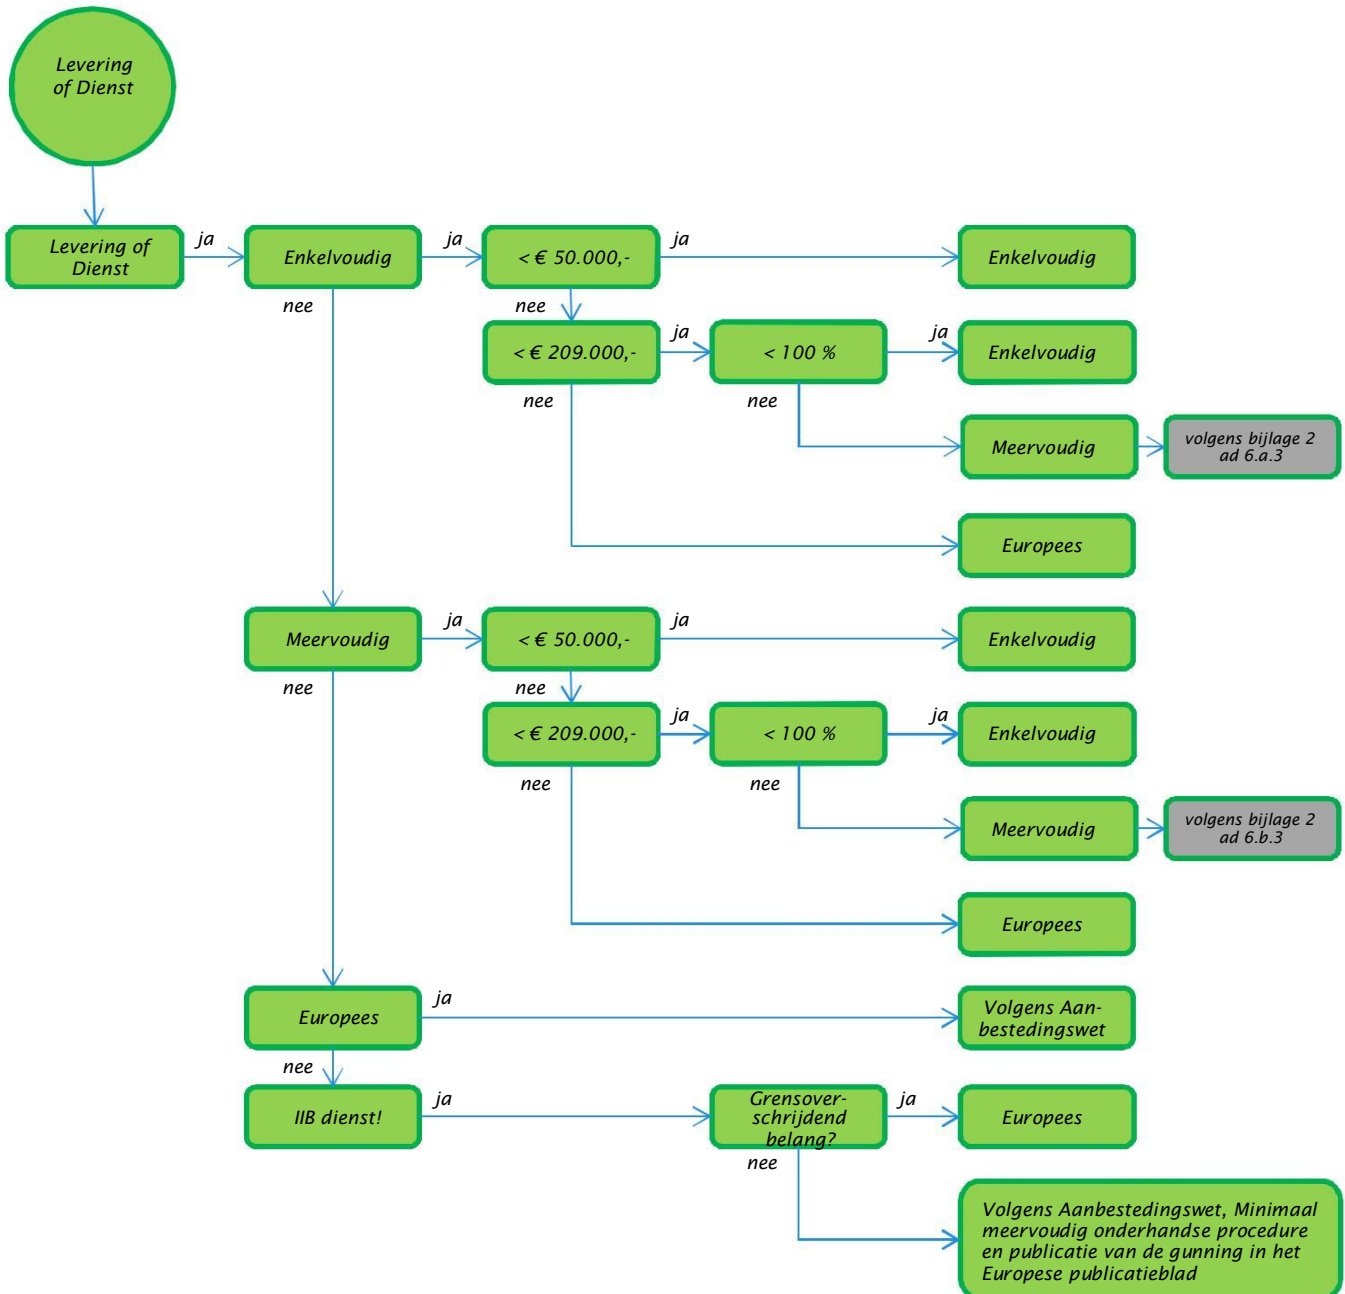 Levering
of Dienst
Levering of
Dienst
ja
Enkelvoudig
ja
< € 50.000,-
ja
Enkelvoudig
nee
nee
< € 209.000,-
ja
< 100 %
ja
Enkelvoudig
nee
nee
Meervoudig
volgens bijlage 2
ad 6.a.3
Europees
Meervoudig
ja
< € 50.000,-
ja
Enkelvoudig
nee
nee
< € 209.000,-
ja
< 100 %
ja
Enkelvoudig
nee
nee
Meervoudig
volgens bijlage 2
ad 6.b.3
Europees
Europees
ja
Volgens Aan-
bestedingswet
nee
IIB dienst!
ja
Grensover-
schrijdend
belang?
ja
Europees
nee
Volgens Aanbestedingswet, Minimaal
meervoudig onderhandse procedure
en publicatie van de gunning in het
Europese publicatieblad